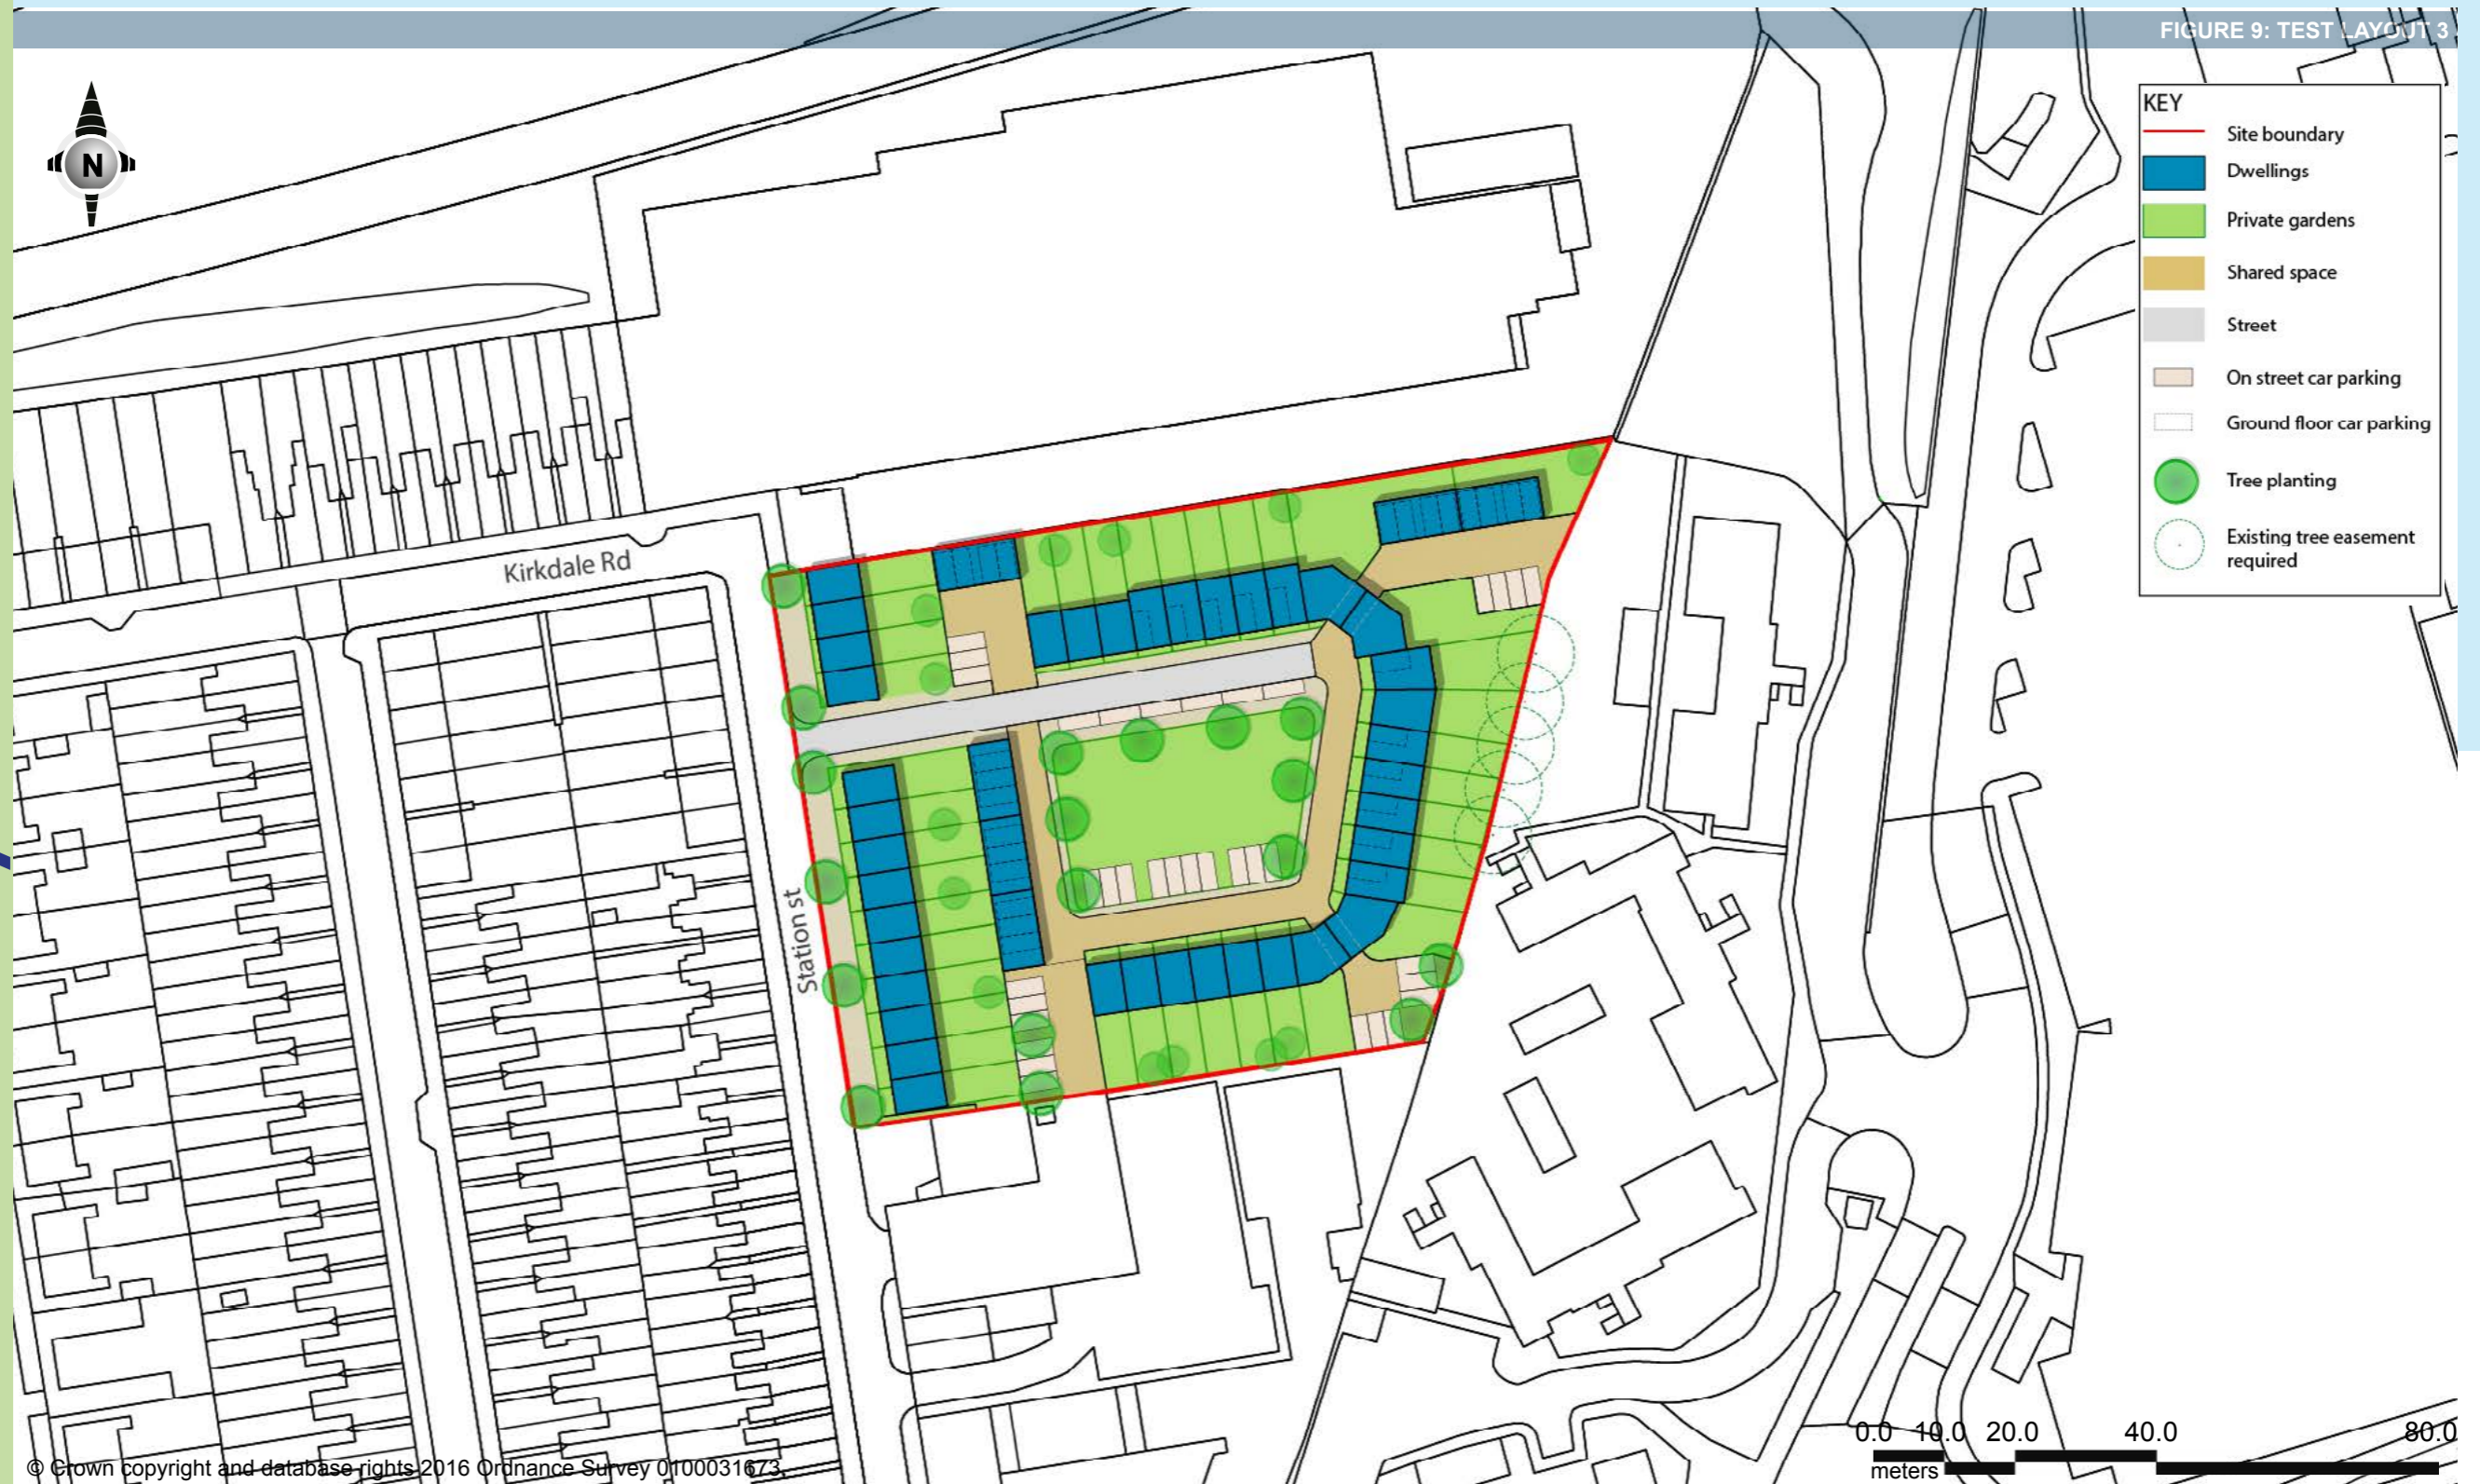 FIGURE 9: TEST LAYOUT 3
N
KEY
Site boundary
Dwellings
Private gardens
Shared space
Street
On street car parking
Ground floor car parking
Tree planting
Existing tree easement
required
Kirkdale Rd
Station st
0.0 10.0 20.0 40.0 80.0
meters
© Crown copyright and database rights 2016 Ordnance Survey 0100031673.